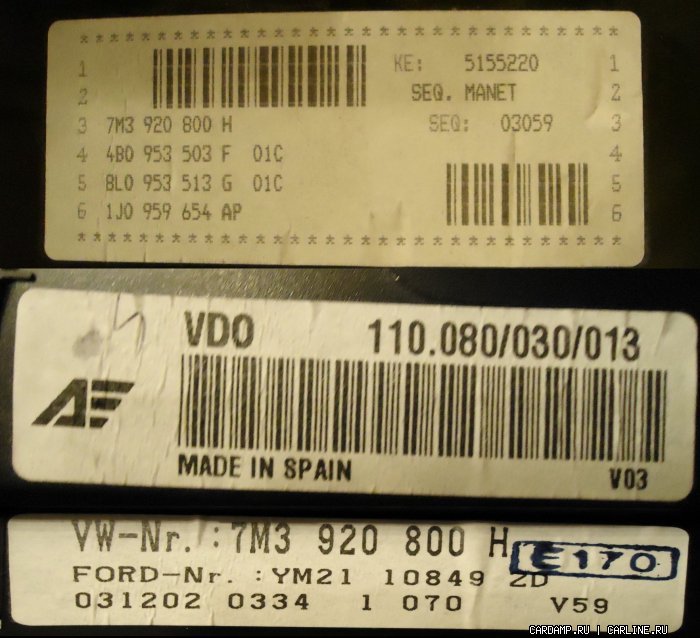 ************************************
1 KE: 5155220 1
2 SEQ. MANET 2
3 7M3 920 800 H SEQ: 03059 3
4 4B0 953 503 F 01C 4
5 8L0 953 513 G 01C 5
6 1J0 959 654 AP 6
************************************
VDO 110.080/030/013
AE
MADE IN SPAIN V03
VW-Nr.:7M3 920 800 H
E170
FORD-Nr.:YM21 10849 ZD
031202 0334 1 070 V59
CARDAMP.RU | CARLINE.RU